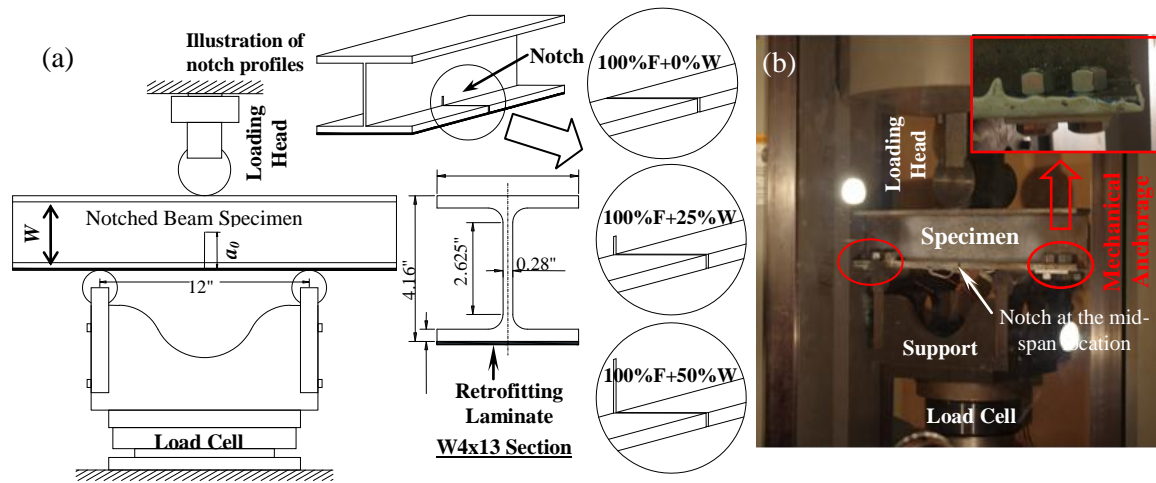 (a)
Illustration of
notch profiles
Notch
Loading
Head
Notched Beam Specimen
W
a₀
12"
Load Cell
4.16"
2.625"
0.28"
Retrofitting
Laminate
W4x13 Section
100%F+0%W
100%F+25%W
100%F+50%W
(b)
Loading
Head
Specimen
Mechanical
Anchorage
Notch at the mid-
span location
Support
Load Cell